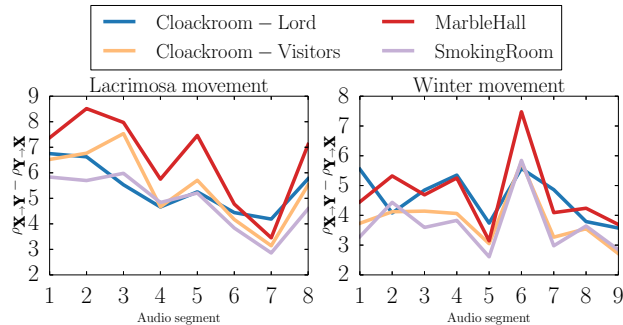 Cloackroom − Lord
MarbleHall
Cloackroom − Visitors
SmokingRoom
Lacrimosa movement
Winter movement
ρX→Y − ρY→X
9
8
7
6
5
4
3
2
1 2 3 4 5 6 7 8
Audio segment
ρX→Y − ρY→X
8
7
6
5
4
3
2
1 2 3 4 5 6 7 8 9
Audio segment